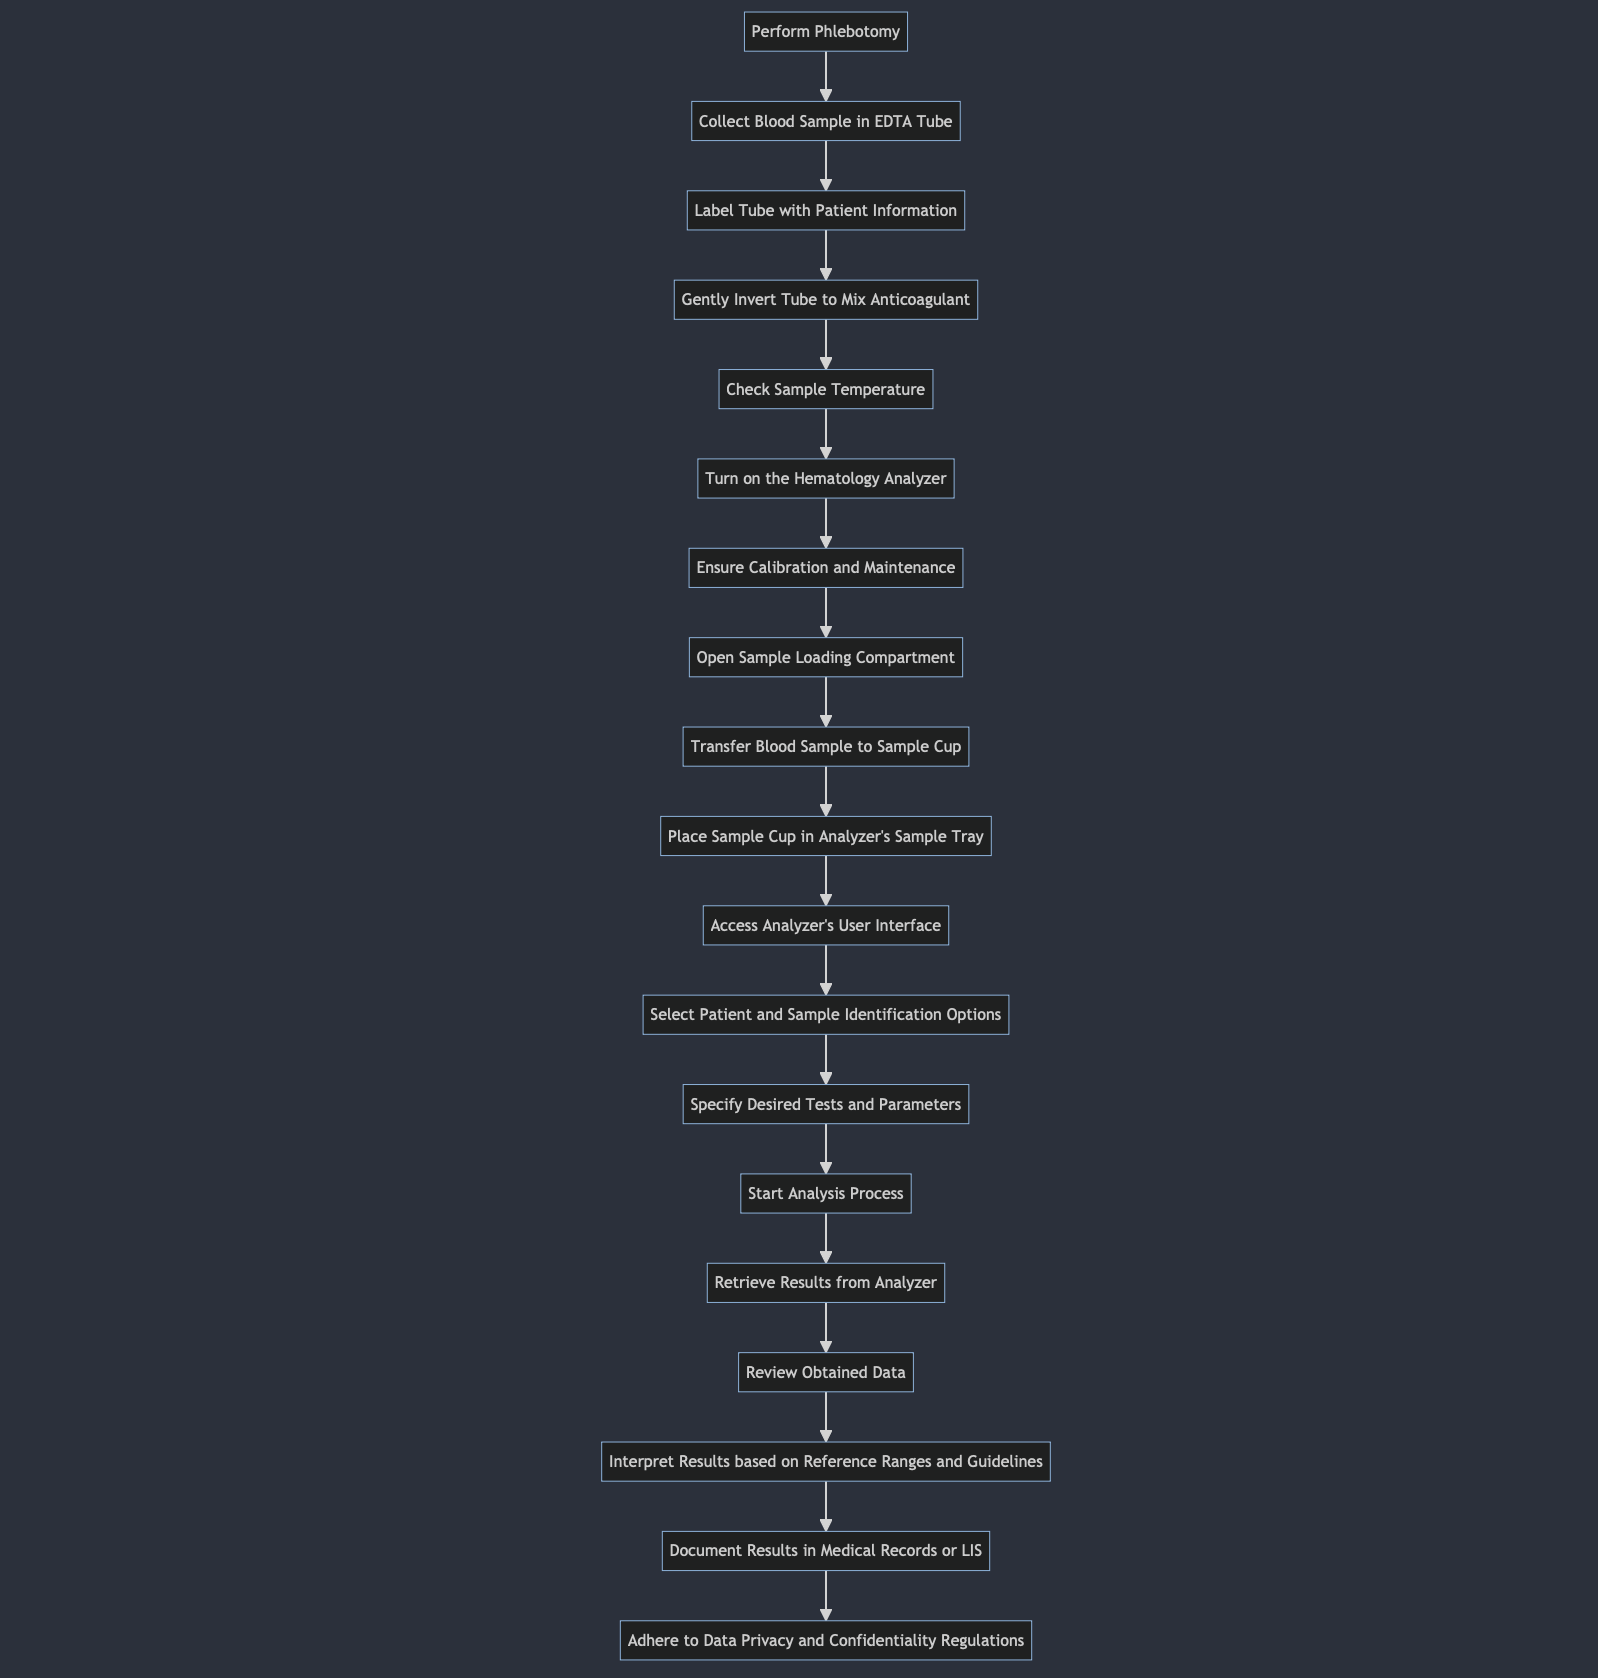 Perform Phlebotomy
Collect Blood Sample in EDTA Tube
Label Tube with Patient Information
Gently Invert Tube to Mix Anticoagulant
Check Sample Temperature
Turn on the Hematology Analyzer
Ensure Calibration and Maintenance
Open Sample Loading Compartment
Transfer Blood Sample to Sample Cup
Place Sample Cup in Analyzer's Sample Tray
Access Analyzer's User Interface
Select Patient and Sample Identification Options
Specify Desired Tests and Parameters
Start Analysis Process
Retrieve Results from Analyzer
Review Obtained Data
Interpret Results based on Reference Ranges and Guidelines
Document Results in Medical Records or LIS
Adhere to Data Privacy and Confidentiality Regulations